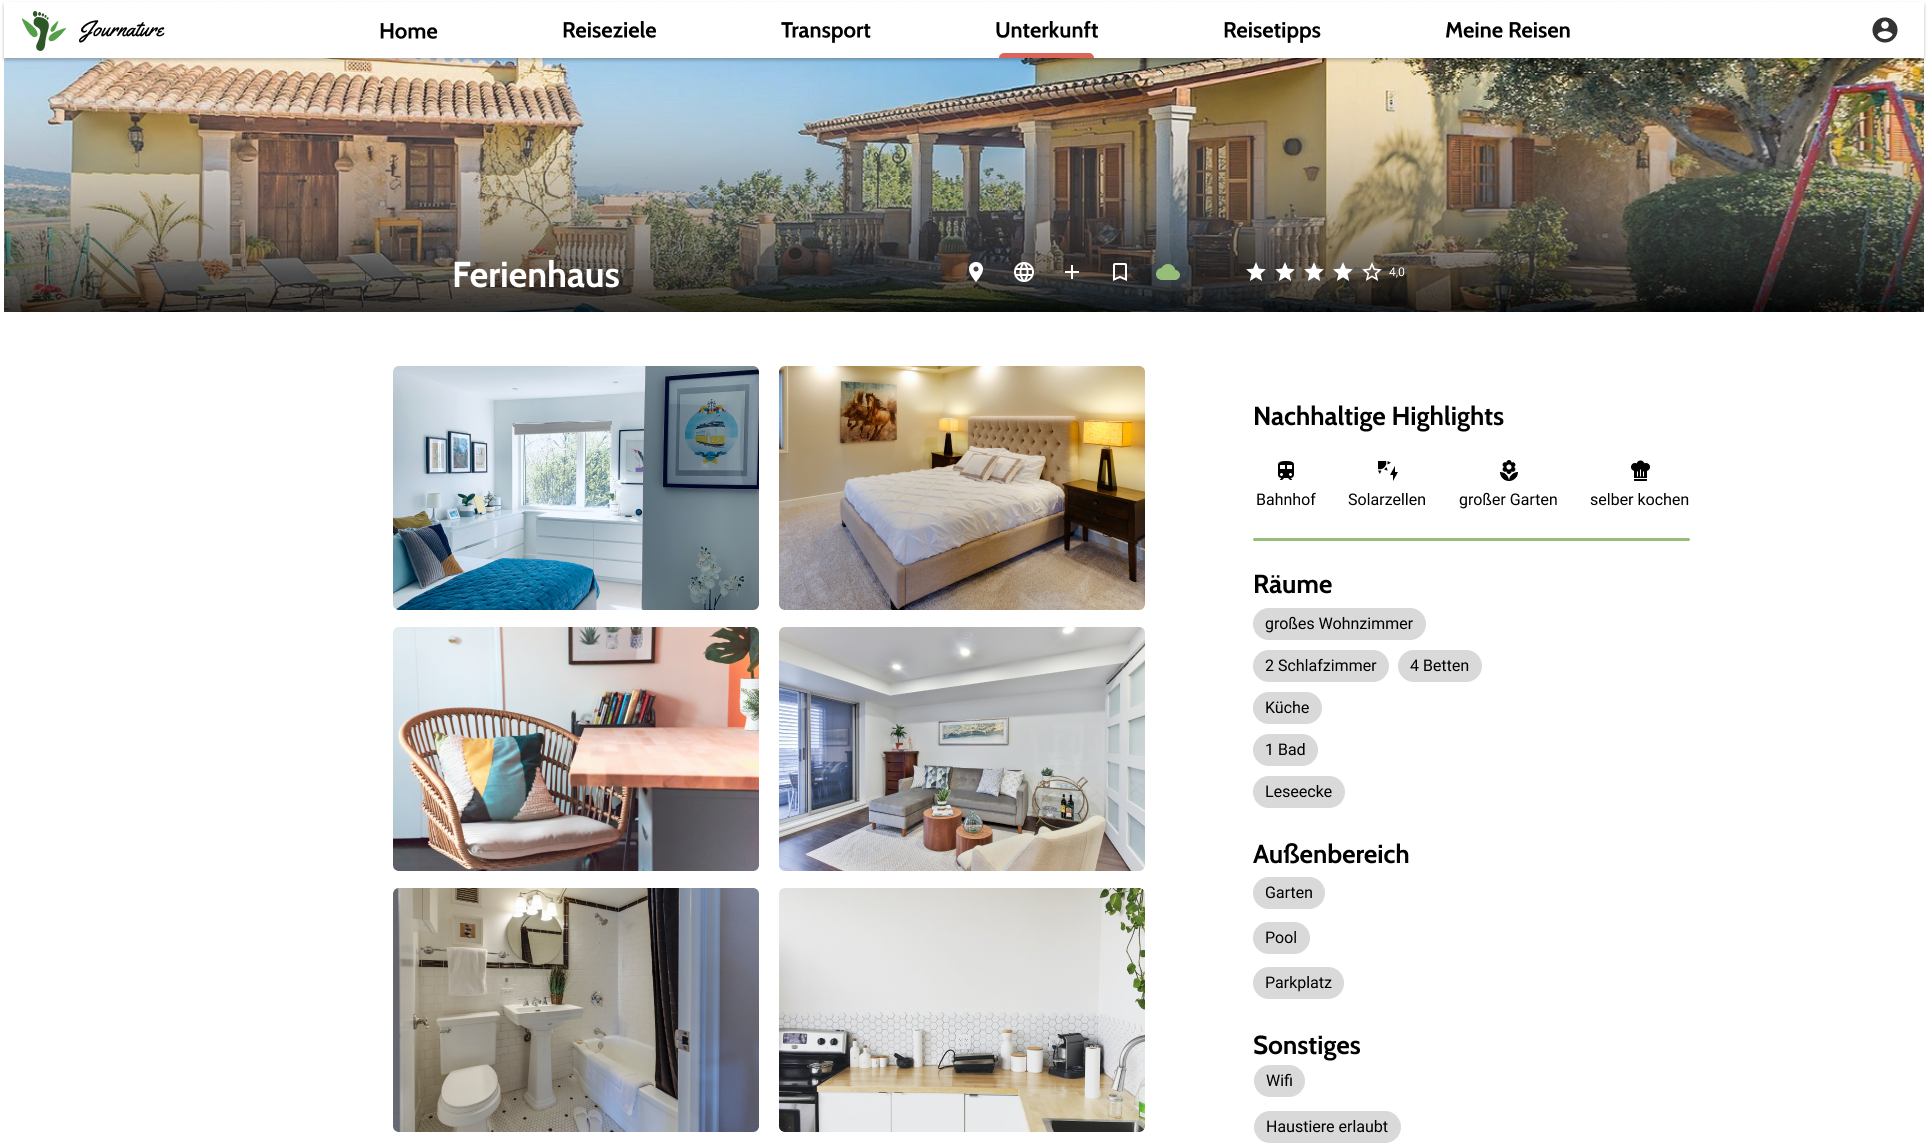 Journature
Home Reiseziele Transport Unterkunft Reisetipps Meine Reisen
Ferienhaus
4,0
Nachhaltige Highlights
Bahnhof Solarzellen großer Garten selber kochen
Räume
großes Wohnzimmer
2 Schlafzimmer 4 Betten
Küche
1 Bad
Leseecke
Außenbereich
Garten
Pool
Parkplatz
Sonstiges
Wifi
Haustiere erlaubt